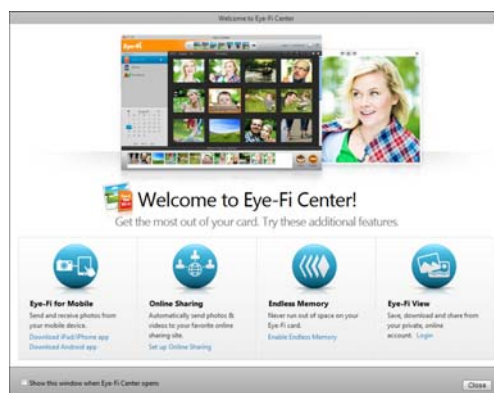 Welcome to Eye-Fi Center
Eye-Fi
Welcome to Eye-Fi Center!
Get the most out of your card. Try these additional features.
Eye-Fi for Mobile
Send and receive photos from
your mobile device.
Download iPad/iPhone app
Download Android app
Online Sharing
Automatically send photos &
videos to your favorite online
sharing site.
Set up Online Sharing
Endless Memory
Never run out of space on your
Eye-Fi card.
Enable Endless Memory
Eye-Fi View
Save, download and share from
your private, online
account. Login
Show this window when Eye-Fi Center opens
Close